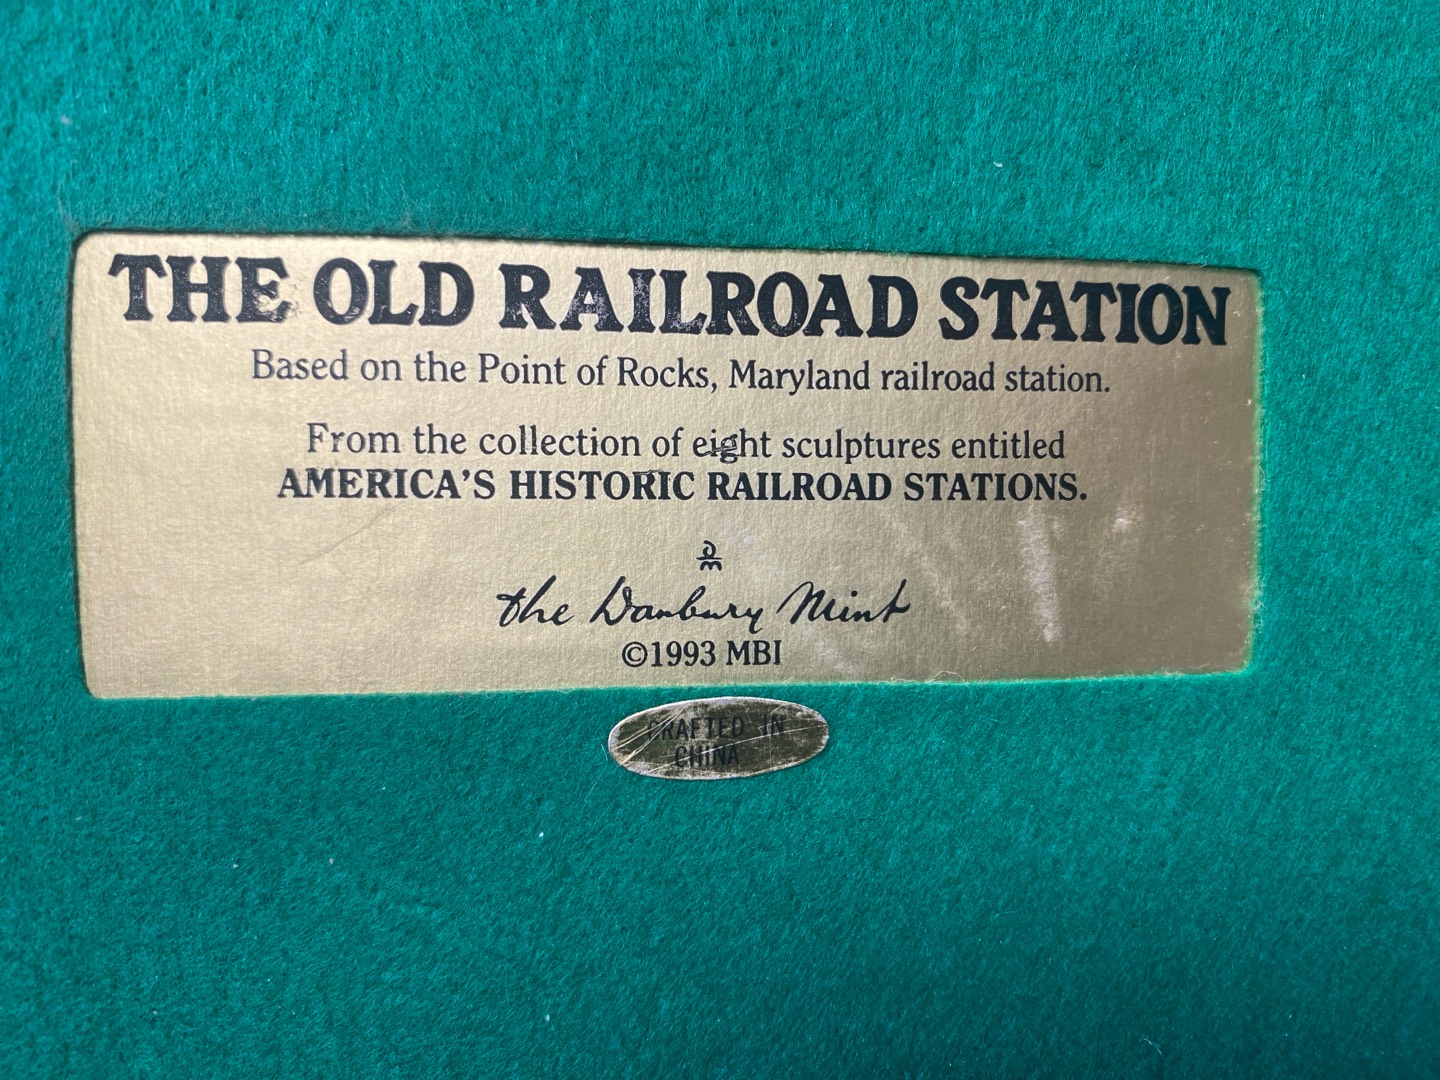 THE OLD RAILROAD STATION
Based on the Point of Rocks, Maryland railroad station.
From the collection of eight sculptures entitled
AMERICA'S HISTORIC RAILROAD STATIONS.
the Danbury Mint
©1993 MBI
CRAFTED IN
CHINA